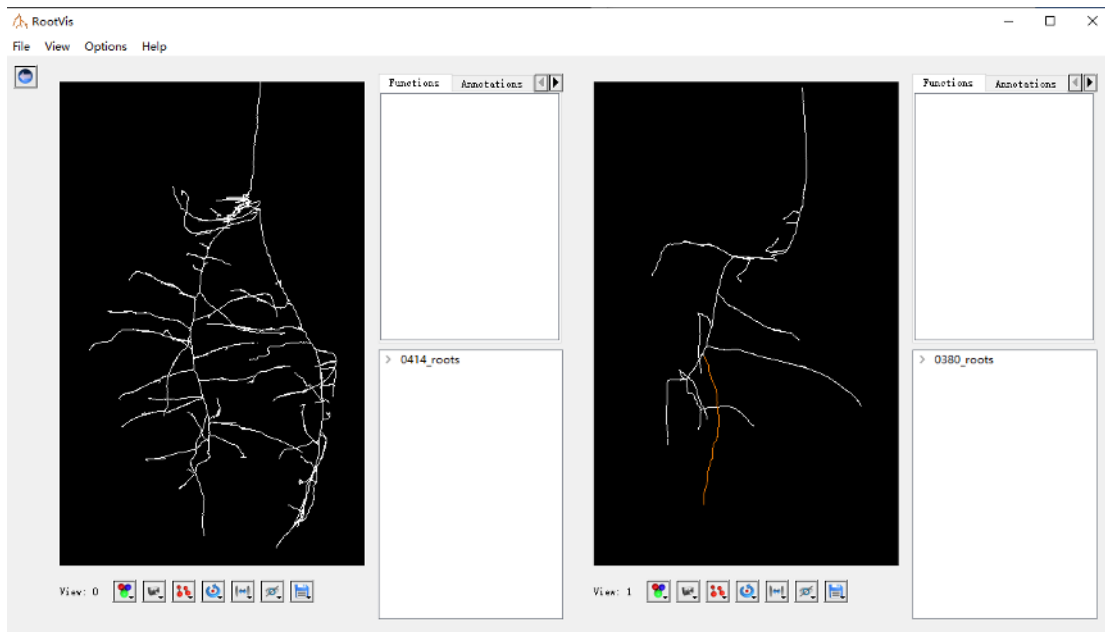 RootVis
File View Options Help
Functions Annotations
Functions Annotations
0414_roots
0380_roots
View: 0
View: 1